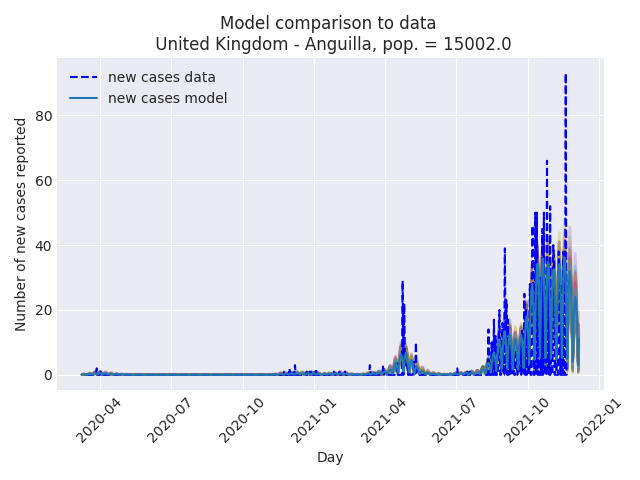 Model comparison to data
United Kingdom - Anguilla, pop. = 15002.0
new cases data
new cases model
Number of new cases reported
80
60
40
20
0
2020-04
2020-07
2020-10
2021-01
2021-04
2021-07
2021-10
2022-01
Day